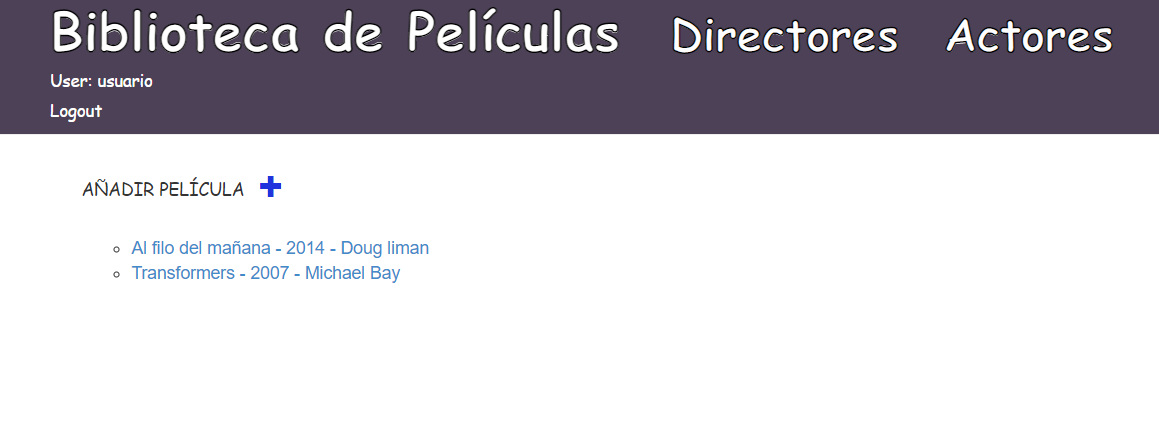 Biblioteca de Películas Directores Actores
User: usuario
Logout
AÑADIR PELÍCULA
Al filo del mañana - 2014 - Doug liman
Transformers - 2007 - Michael Bay